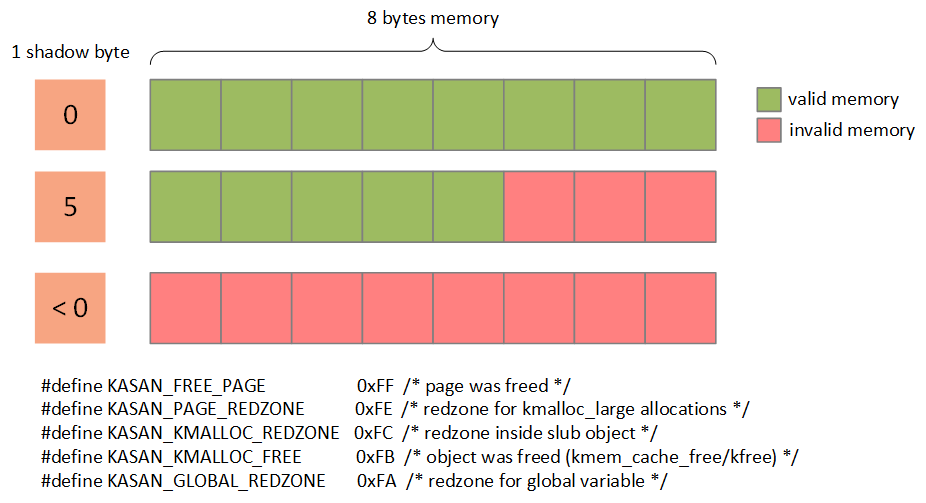 8 bytes memory
1 shadow byte
0
valid memory
invalid memory
5
< 0
#define KASAN_FREE_PAGE 0xFF /* page was freed */
#define KASAN_PAGE_REDZONE 0xFE /* redzone for kmalloc_large allocations */
#define KASAN_KMALLOC_REDZONE 0xFC /* redzone inside slub object */
#define KASAN_KMALLOC_FREE 0xFB /* object was freed (kmem_cache_free/kfree) */
#define KASAN_GLOBAL_REDZONE 0xFA /* redzone for global variable */